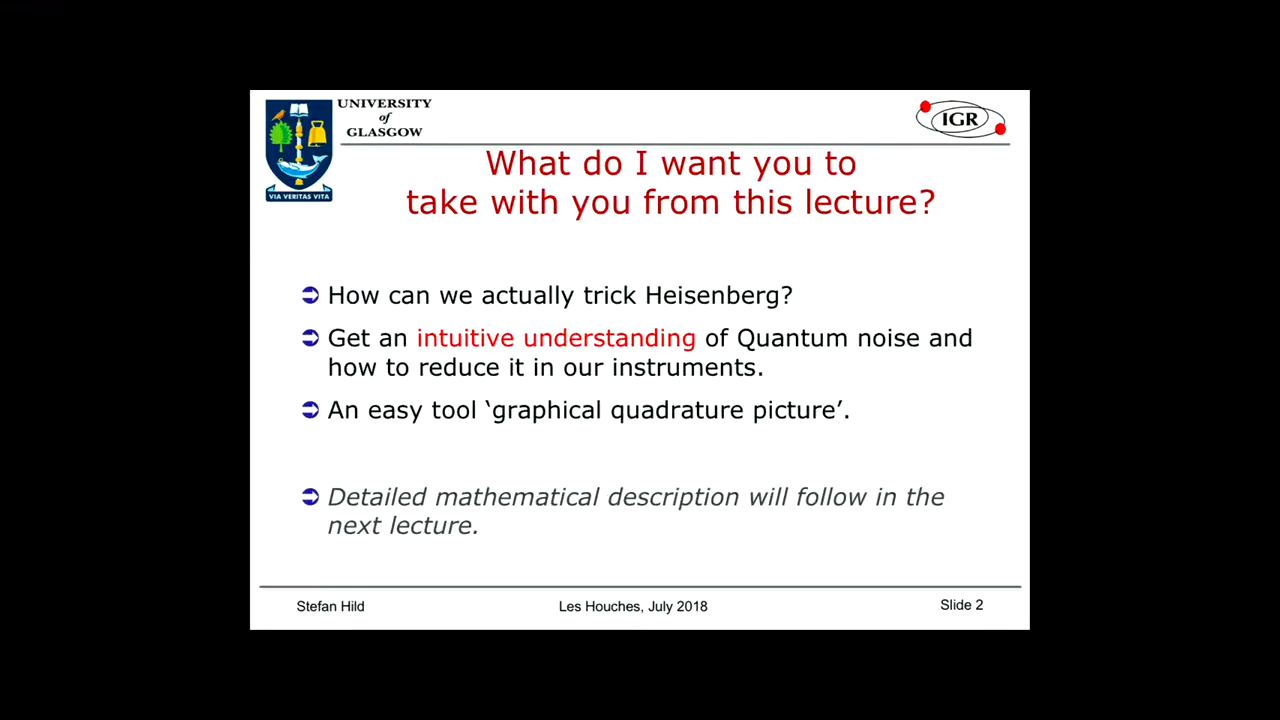 UNIVERSITY
of
GLASGOW
VIA VERITAS VITA
IGR
What do I want you to
take with you from this lecture?
How can we actually trick Heisenberg?
Get an intuitive understanding of Quantum noise and
how to reduce it in our instruments.
An easy tool ‘graphical quadrature picture’.
Detailed mathematical description will follow in the
next lecture.
Stefan Hild
Les Houches, July 2018
Slide 2